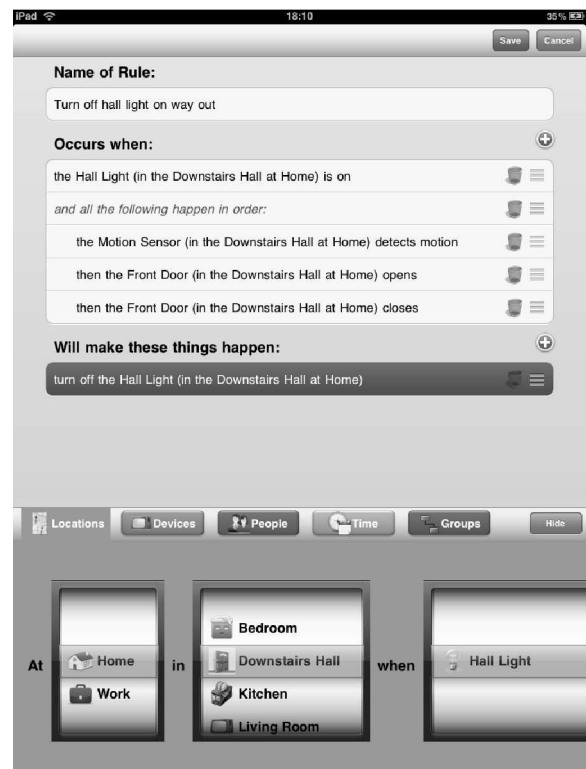 iPad 18:10 35%
Save Cancel
Name of Rule:
Turn off hall light on way out
Occurs when:
the Hall Light (in the Downstairs Hall at Home) is on
and all the following happen in order:
the Motion Sensor (in the Downstairs Hall at Home) detects motion
then the Front Door (in the Downstairs Hall at Home) opens
then the Front Door (in the Downstairs Hall at Home) closes
Will make these things happen:
turn off the Hall Light (in the Downstairs Hall at Home)
Locations Devices People Time Groups Hide
Bedroom
At Home in Downstairs Hall when Hall Light
Work Kitchen
Living Room